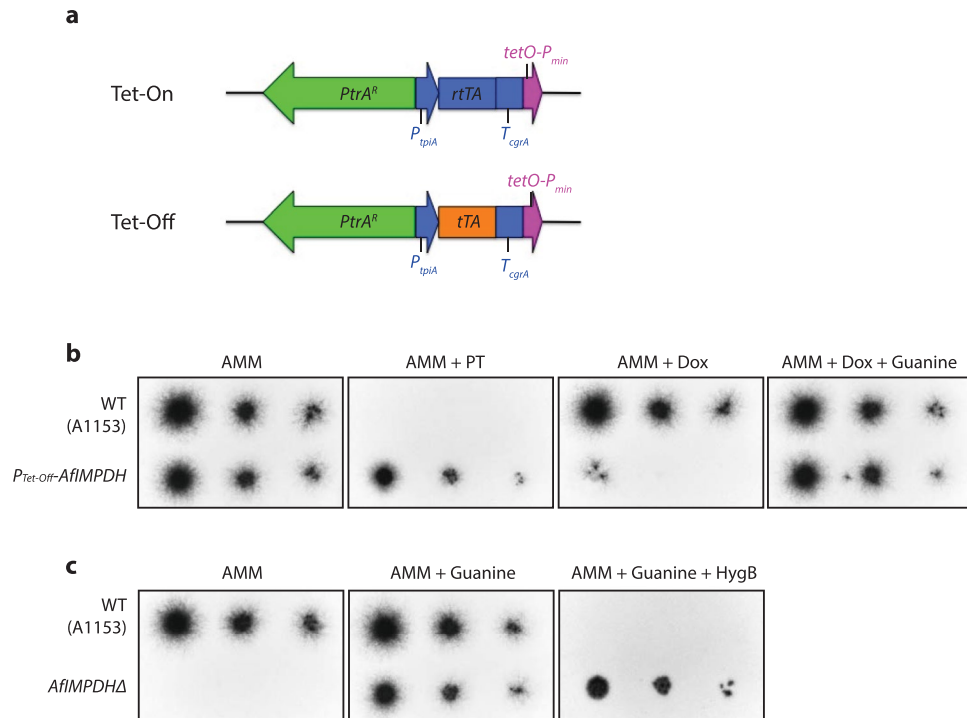 a
tetO-Pmin
Tet-On
PtrAR
rtTA
PtpiA
TcgrA
tetO-Pmin
Tet-Off
PtrAR
tTA
PtpiA
TcgrA
b
AMM
AMM + PT
AMM + Dox
AMM + Dox + Guanine
WT
(A1153)
PTet-Off-AfIMPDH
c
AMM
AMM + Guanine
AMM + Guanine + HygB
WT
(A1153)
AfIMPDHΔ